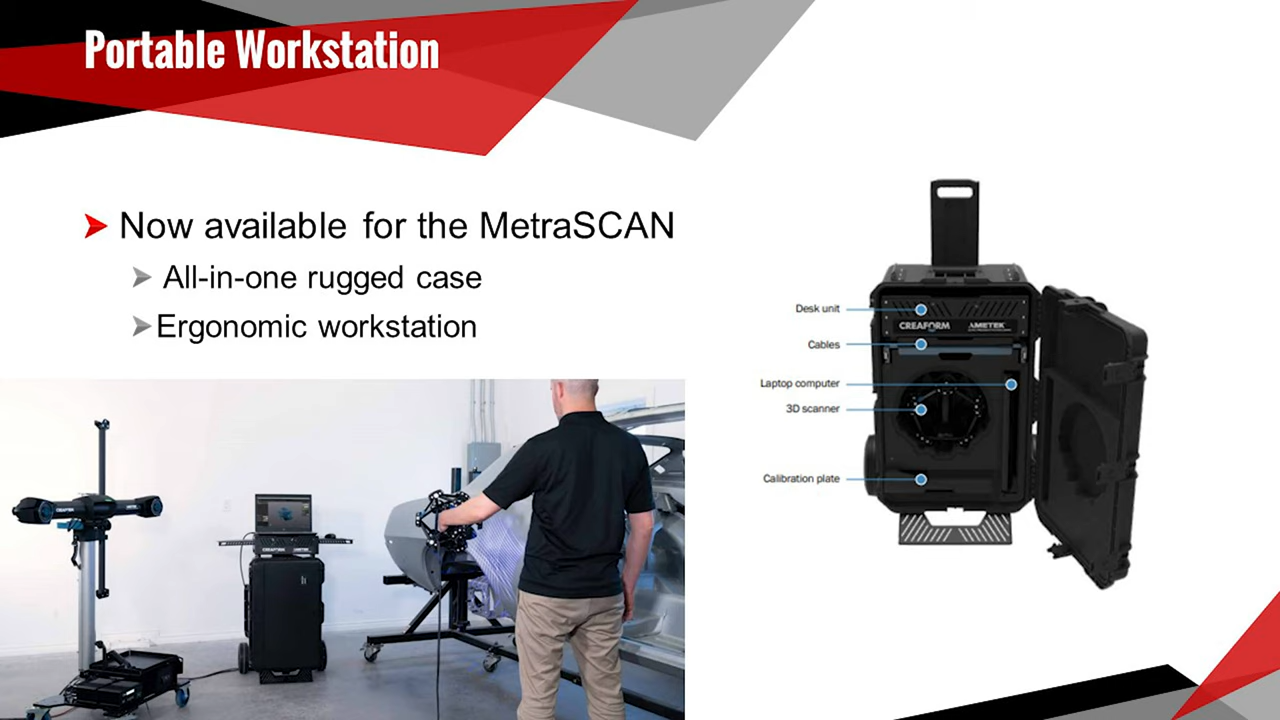 Portable Workstation
Now available for the MetraSCAN
All-in-one rugged case
Ergonomic workstation
Desk unit
CREAFORM
AMETEK
Cables
Laptop computer
3D scanner
Calibration plate
CREAFORM
CREAFORM